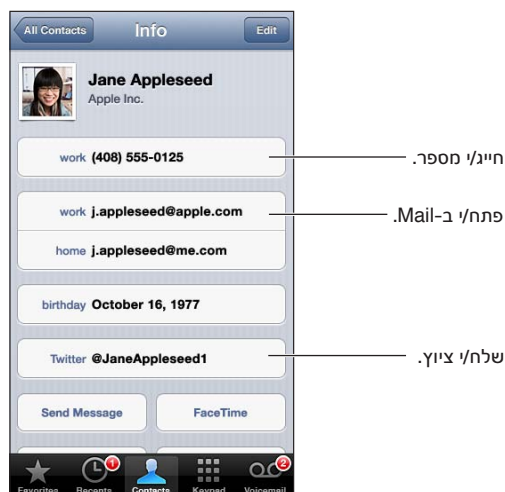 All Contacts Info Edit
Jane Appleseed
Apple Inc.
work (408) 555-0125
חייג/י מספר.
work j.appleseed@apple.com
פתח/י ב-Mail.
home j.appleseed@me.com
birthday October 16, 1977
Twitter @JaneAppleseed1
שלח/י ציוץ.
Send Message FaceTime
1 2
Favorites Recents Contacts Keypad Voicemail